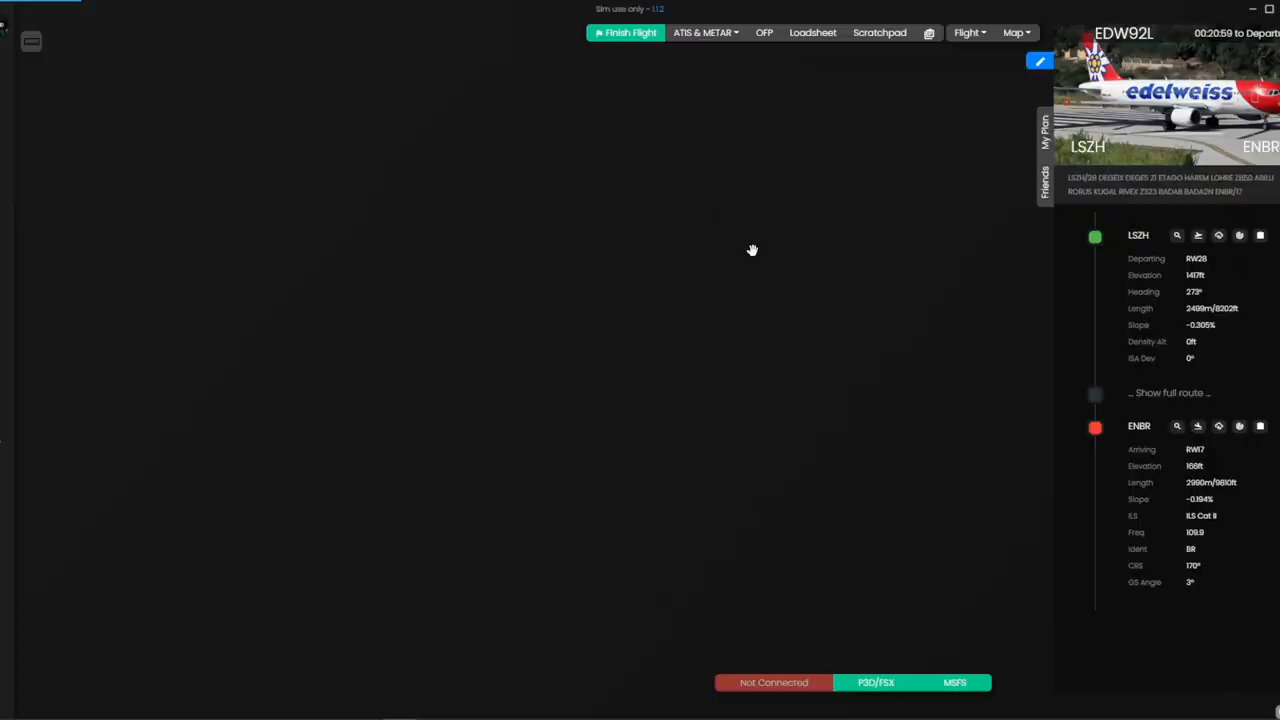 Sim use only - 1.1.2
Finish Flight ATIS & METAR OFP Loadsheet Scratchpad Flight Map
EDW92L 00:20:59 to Departu
edelweiss
LSZH ENBR
My Plan
Friends
LSZH/28 DEGES1X DEGES Z1 ETAGO HAREM LOHRE Z850 ABILI
RORUS KUGAL RIVEX Z323 BADAB BADA2N ENBR/17
LSZH
Departing RW28
Elevation 1417ft
Heading 273°
Length 2499m/8202ft
Slope -0.305%
Density Alt 0ft
ISA Dev 0°
... Show full route ...
ENBR
Arriving RW17
Elevation 166ft
Length 2990m/9810ft
Slope -0.194%
ILS ILS Cat II
Freq 109.9
Ident BR
CRS 170°
GS Angle 3°
Not Connected P3D/FSX MSFS